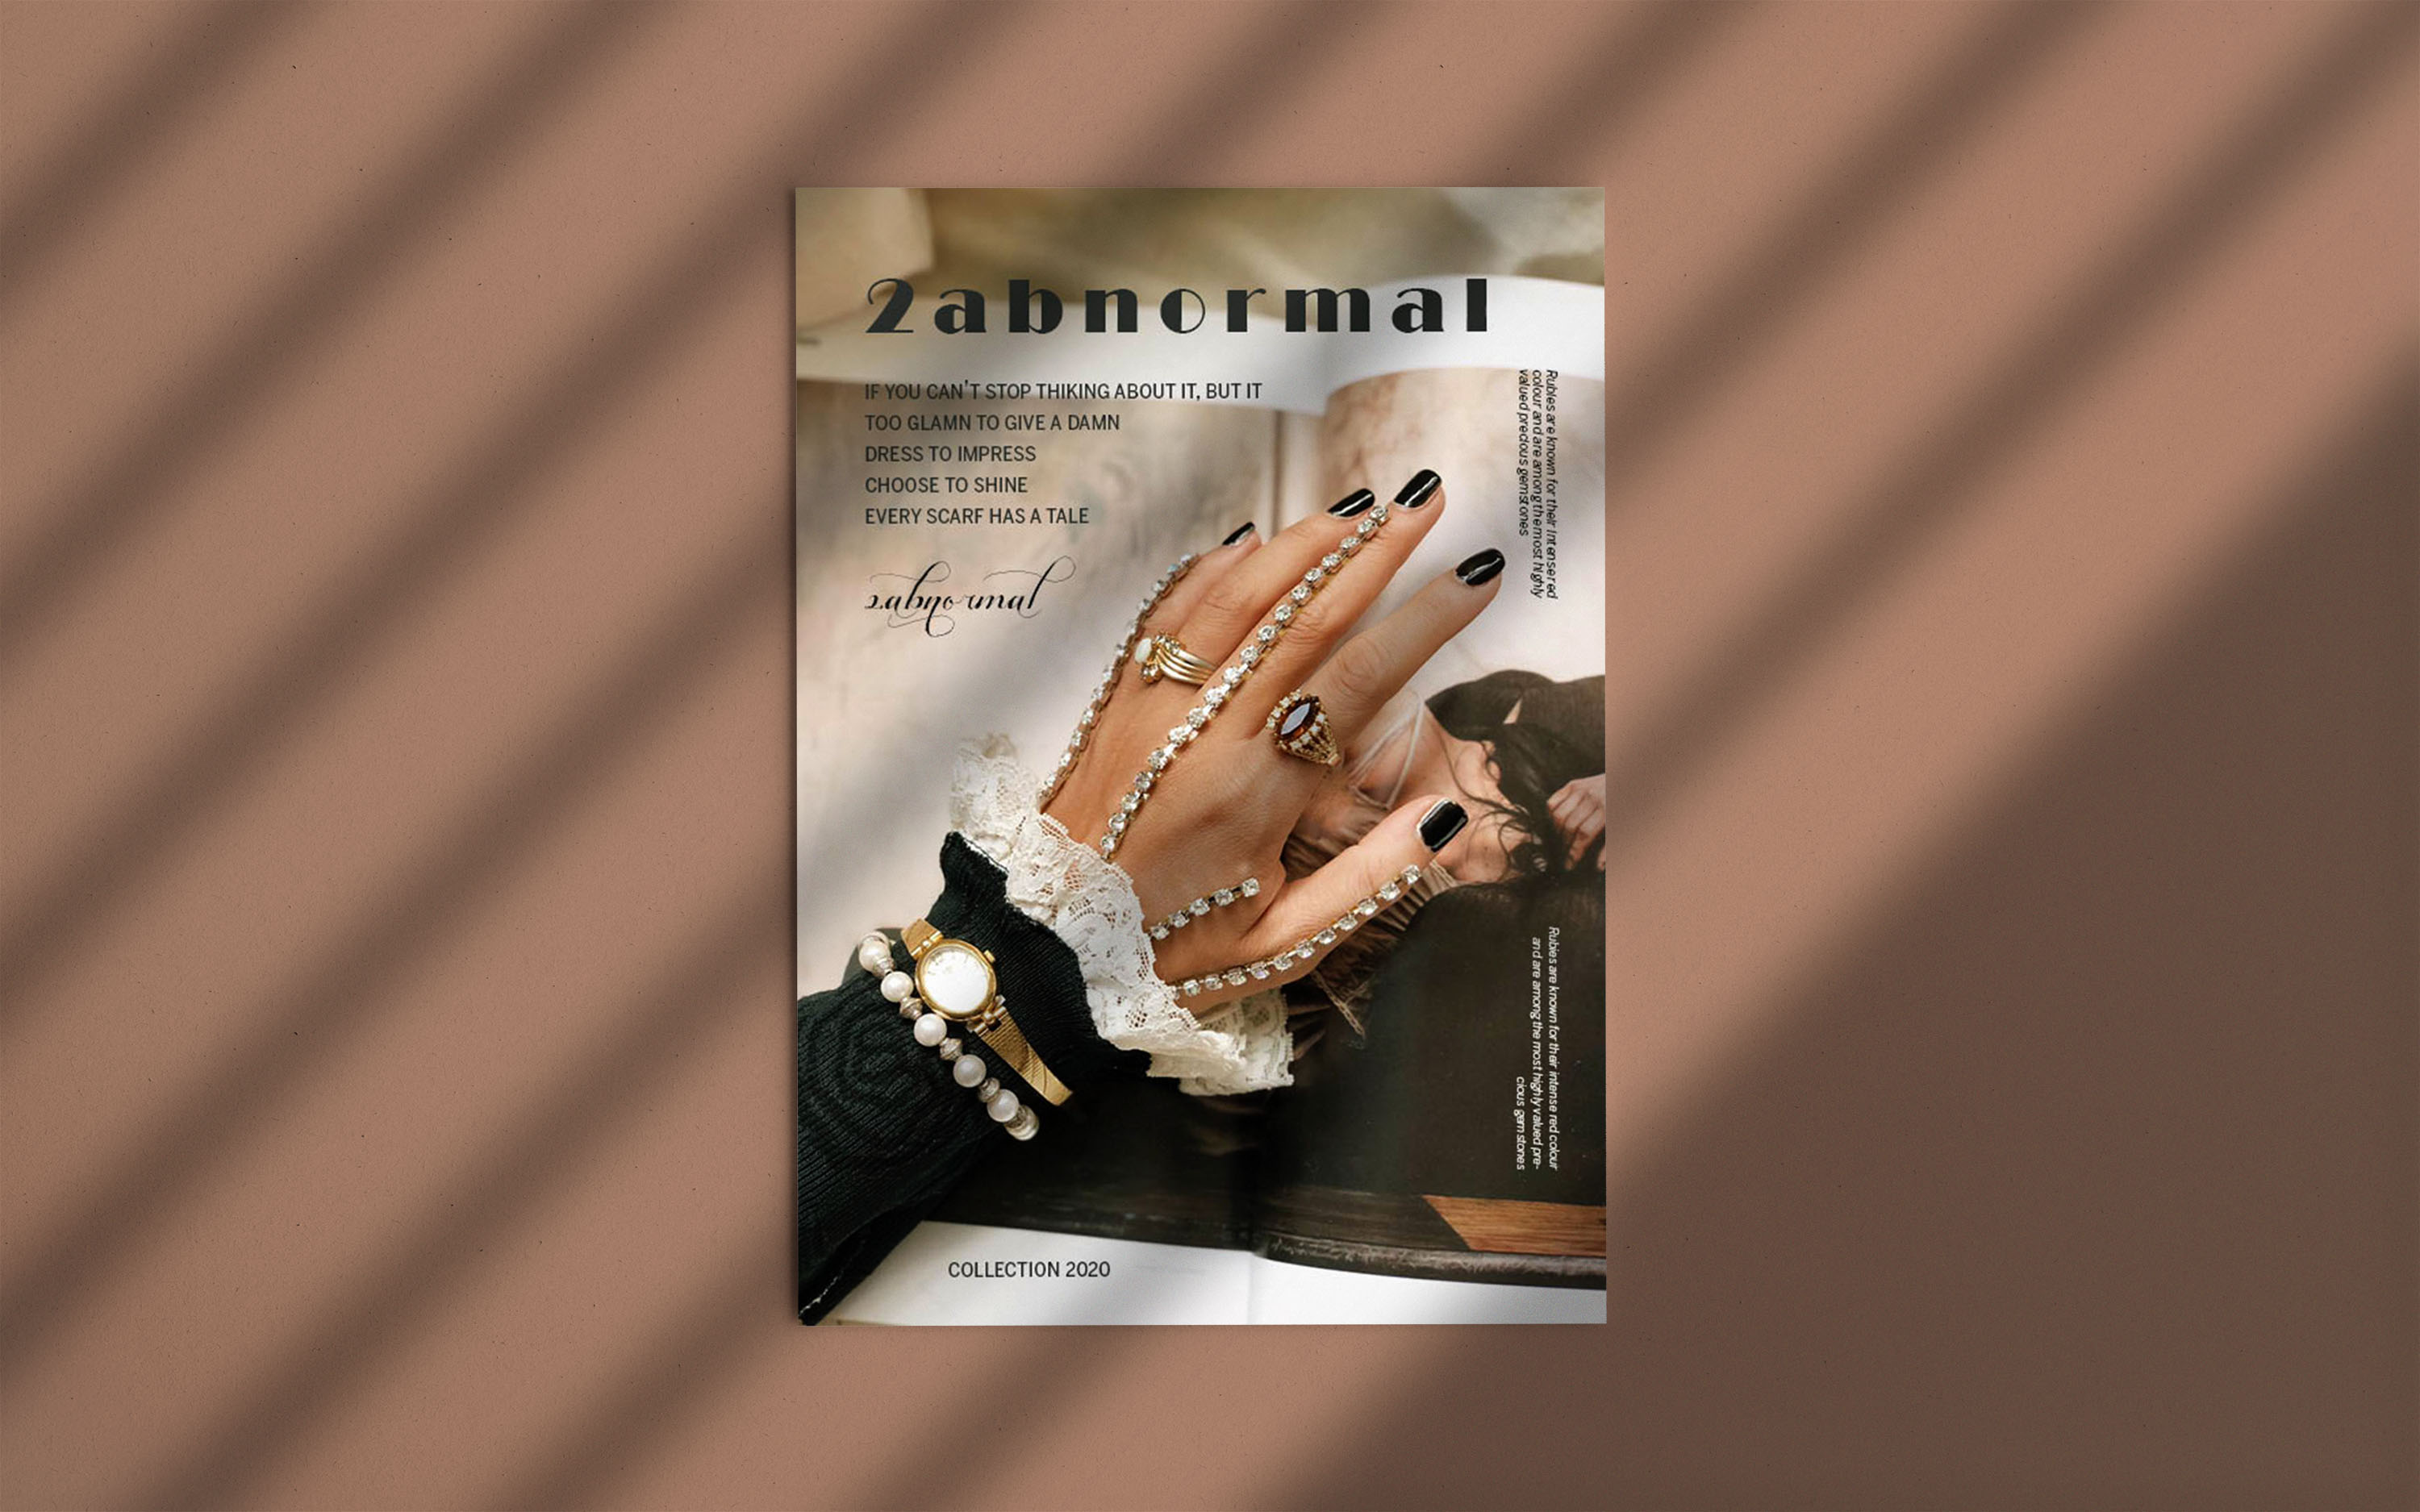 2abnormal
IF YOU CAN'T STOP THIKING ABOUT IT, BUT IT
TOO GLAMN TO GIVE A DAMN
DRESS TO IMPRESS
CHOOSE TO SHINE
EVERY SCARF HAS A TALE
2abnormal
Rubies are known for their intense red
colour and are among the most highly
valued precious gemstones
Rubies are known for their intense red colour
and are among the most highly valued pre-
cious gemstones
COLLECTION 2020